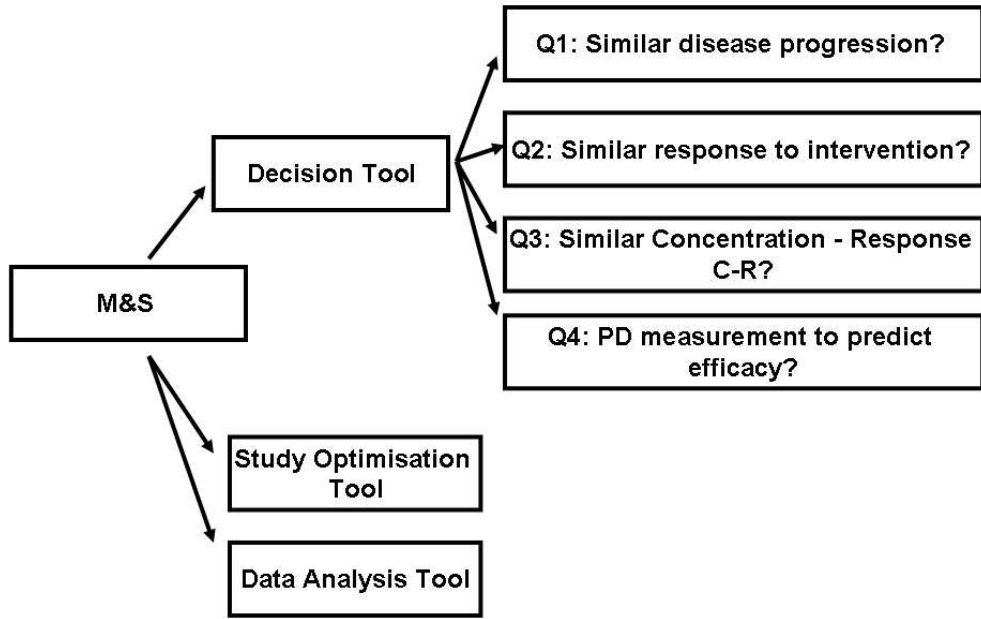 Q1: Similar disease progression?
Decision Tool
Q2: Similar response to intervention?
Q3: Similar Concentration - Response
C-R?
M&S
Q4: PD measurement to predict
efficacy?
Study Optimisation
Tool
Data Analysis Tool